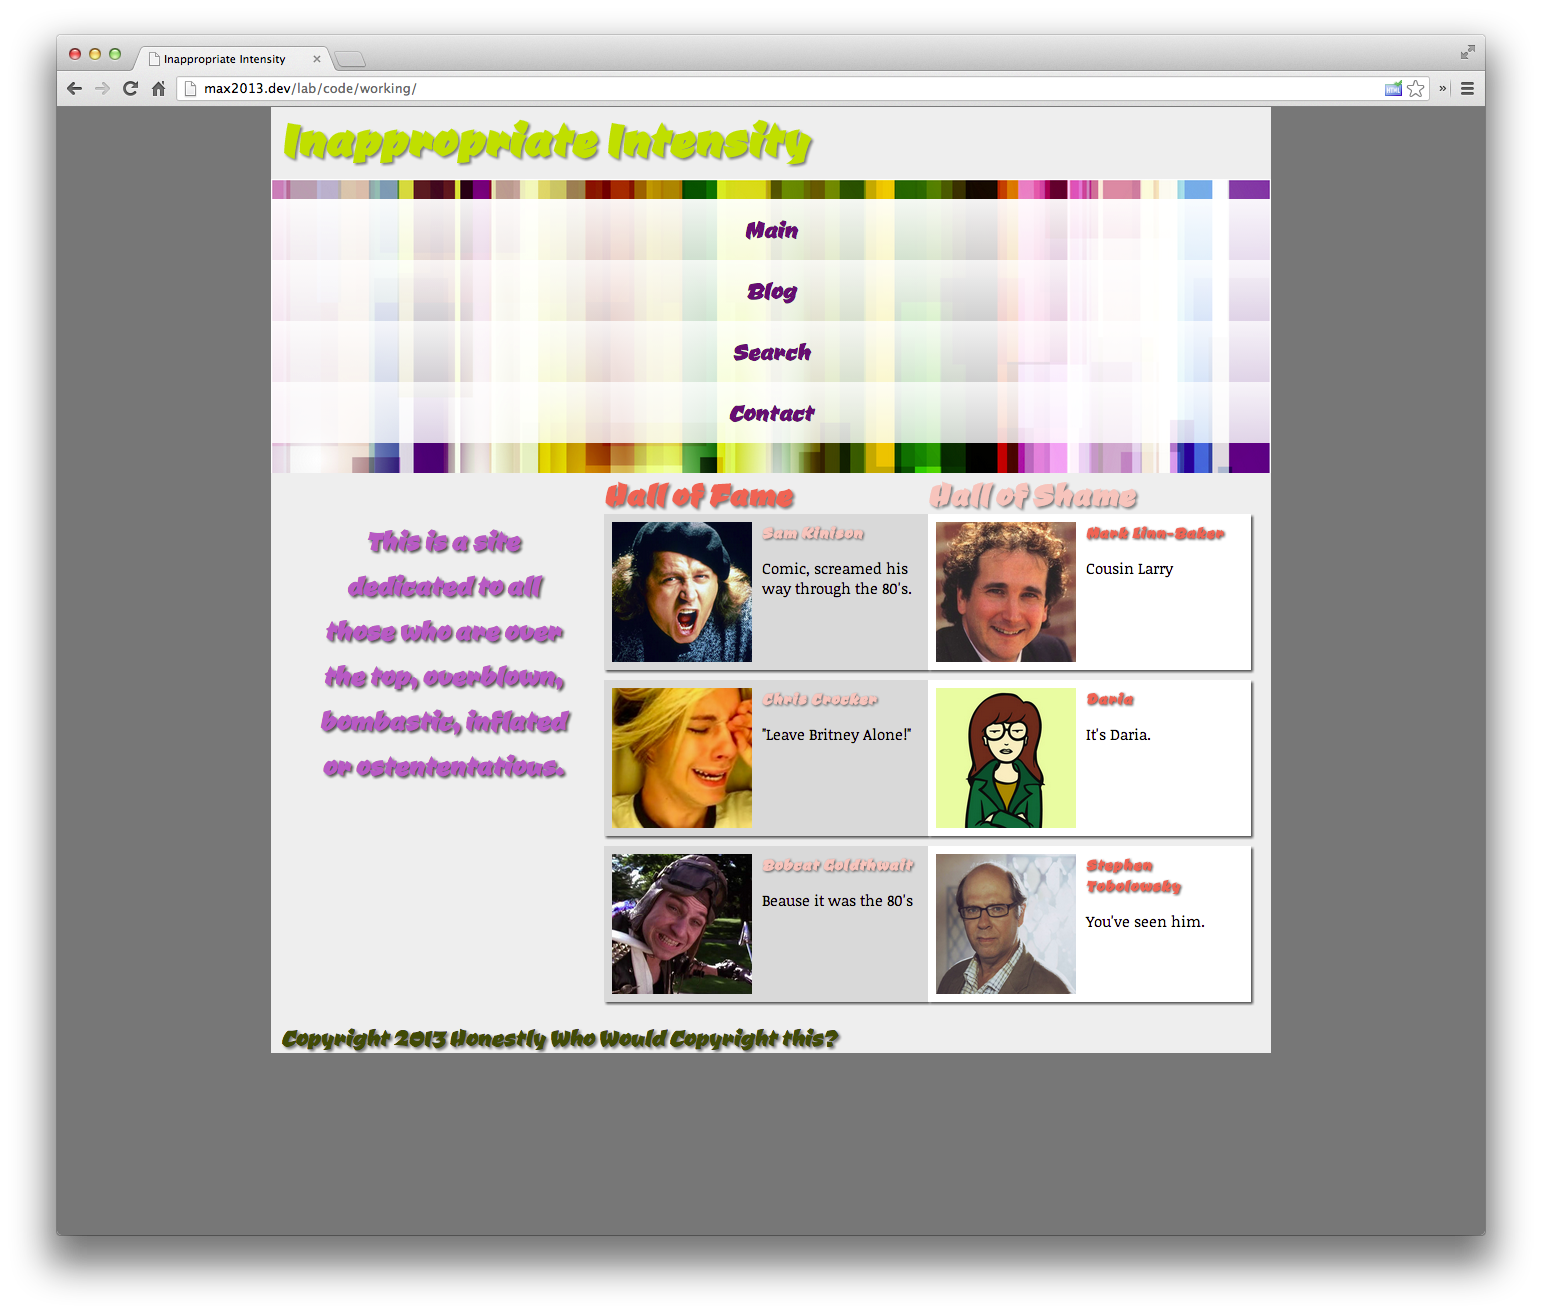 Inappropriate Intensity
max2013.dev/lab/code/working/
»
Inappropriate Intensity
Main
Blog
Search
Contact
Hall of Fame
Hall of Shame
This is a site
dedicated to all
those who are over
the top, overblown,
bombastic, inflated
or ostententatious.
Sam Kinison
Comic, screamed his
way through the 80's.
Mark Linn-Baker
Cousin Larry
Chris Crocker
"Leave Britney Alone!"
Daria
It's Daria.
Bobcat Goldthwait
Beause it was the 80's
Stephen
Tobolowsky
You've seen him.
Copyright 2013 Honestly Who Would Copyright this?